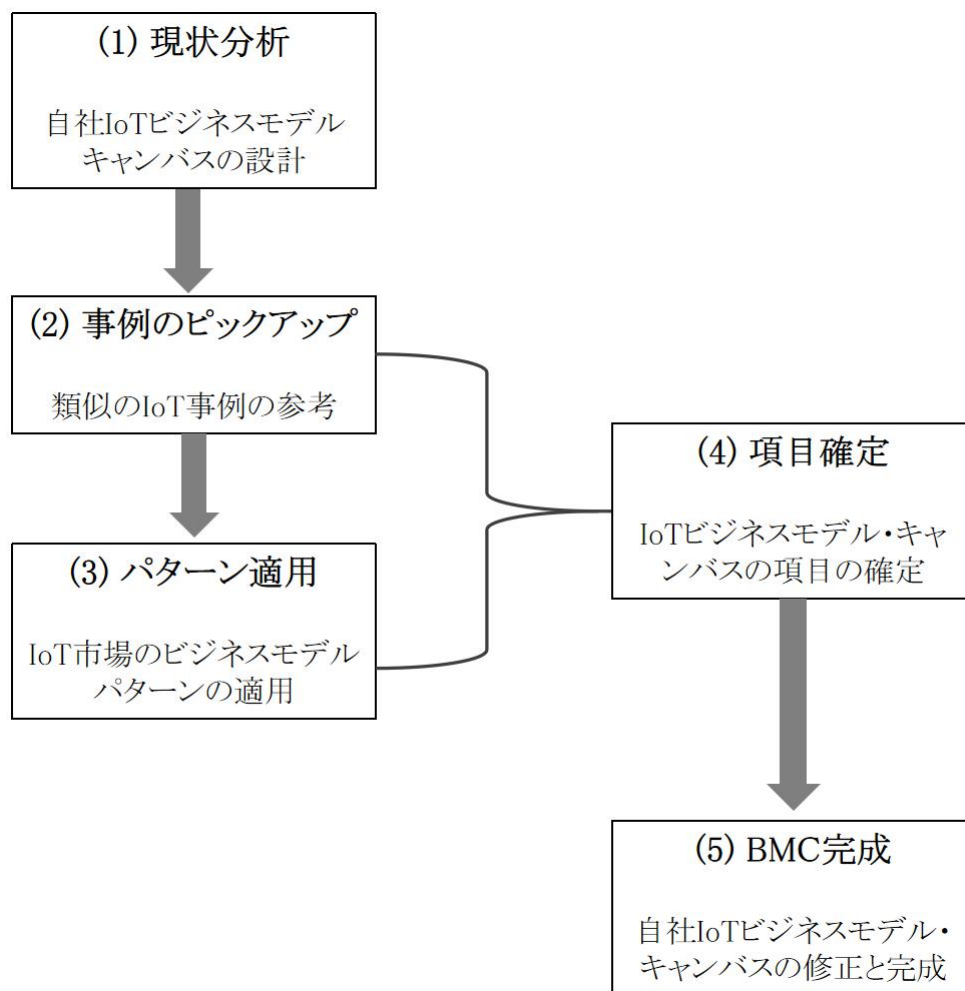 (1) 現状分析
自社IoTビジネスモデル
キャンバスの設計
(2) 事例のピックアップ
類似のIoT事例の参考
(3) パターン適用
IoT市場のビジネスモデル
パターンの適用
(4) 項目確定
IoTビジネスモデル・キャ
ンバスの項目の確定
(5) BMC完成
自社IoTビジネスモデル・
キャンバスの修正と完成